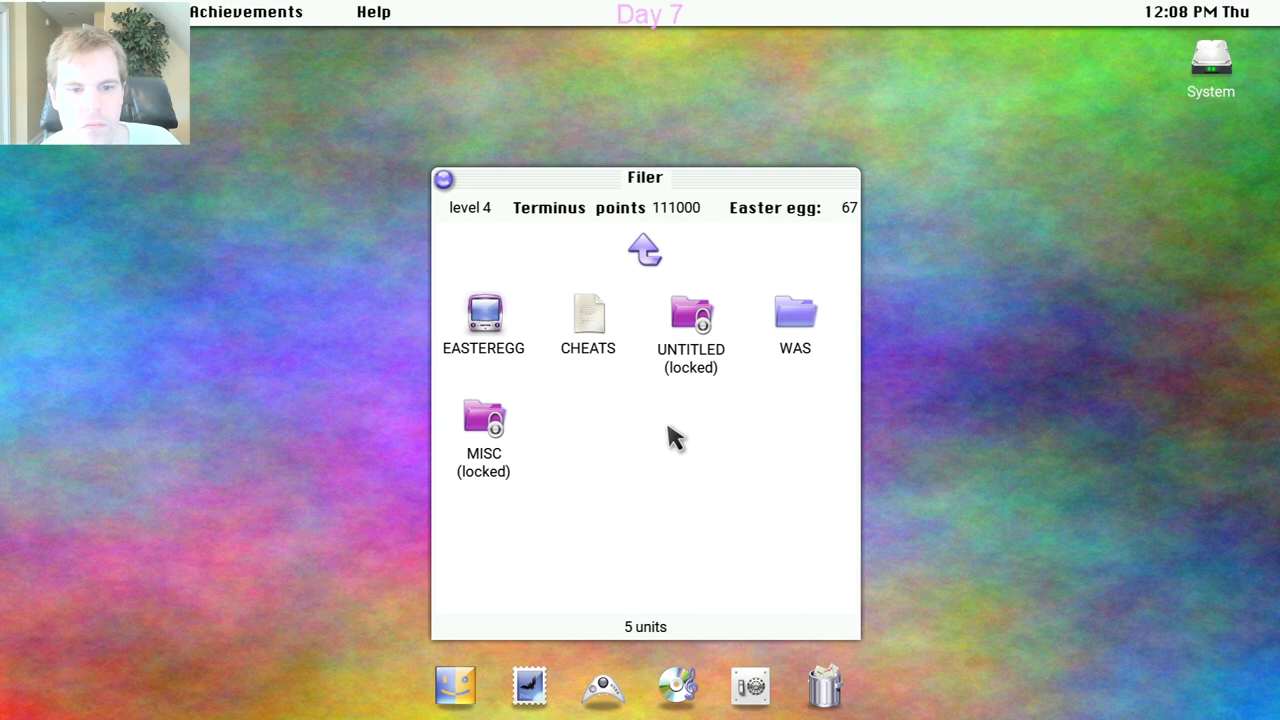 Achievements Help Day 7 12:08 PM Thu
System
Filer
level 4 Terminus points 111000 Easter egg: 67
EASTEREGG CHEATS UNTITLED (locked) WAS
MISC (locked)
5 units